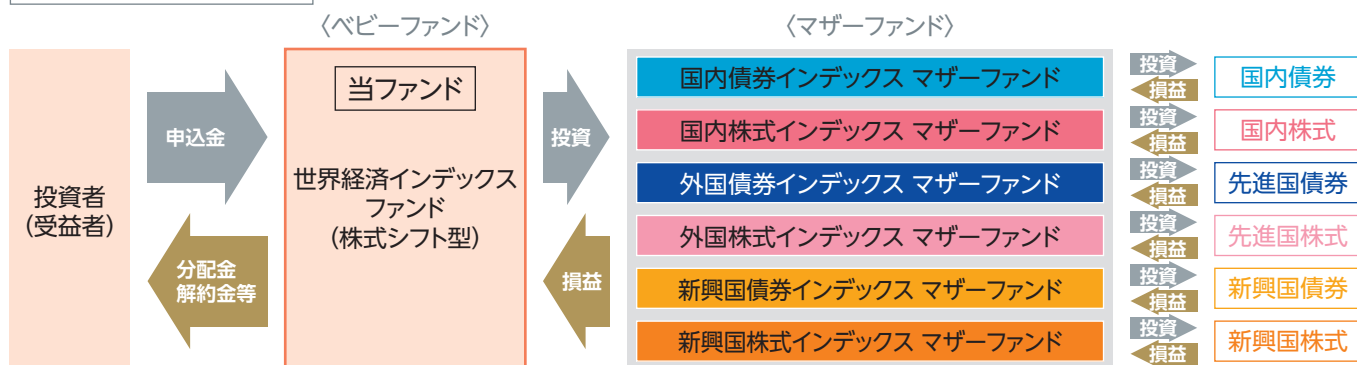 〈ベビーファンド〉
〈マザーファンド〉
投資者
(受益者)
申込金
分配金
解約金等
当ファンド
世界経済インデックス
ファンド
(株式シフト型)
投資
損益
国内債券インデックス マザーファンド
投資
損益
国内債券
国内株式インデックス マザーファンド
投資
損益
国内株式
外国債券インデックス マザーファンド
投資
損益
先進国債券
外国株式インデックス マザーファンド
投資
損益
先進国株式
新興国債券インデックス マザーファンド
投資
損益
新興国債券
新興国株式インデックス マザーファンド
投資
損益
新興国株式